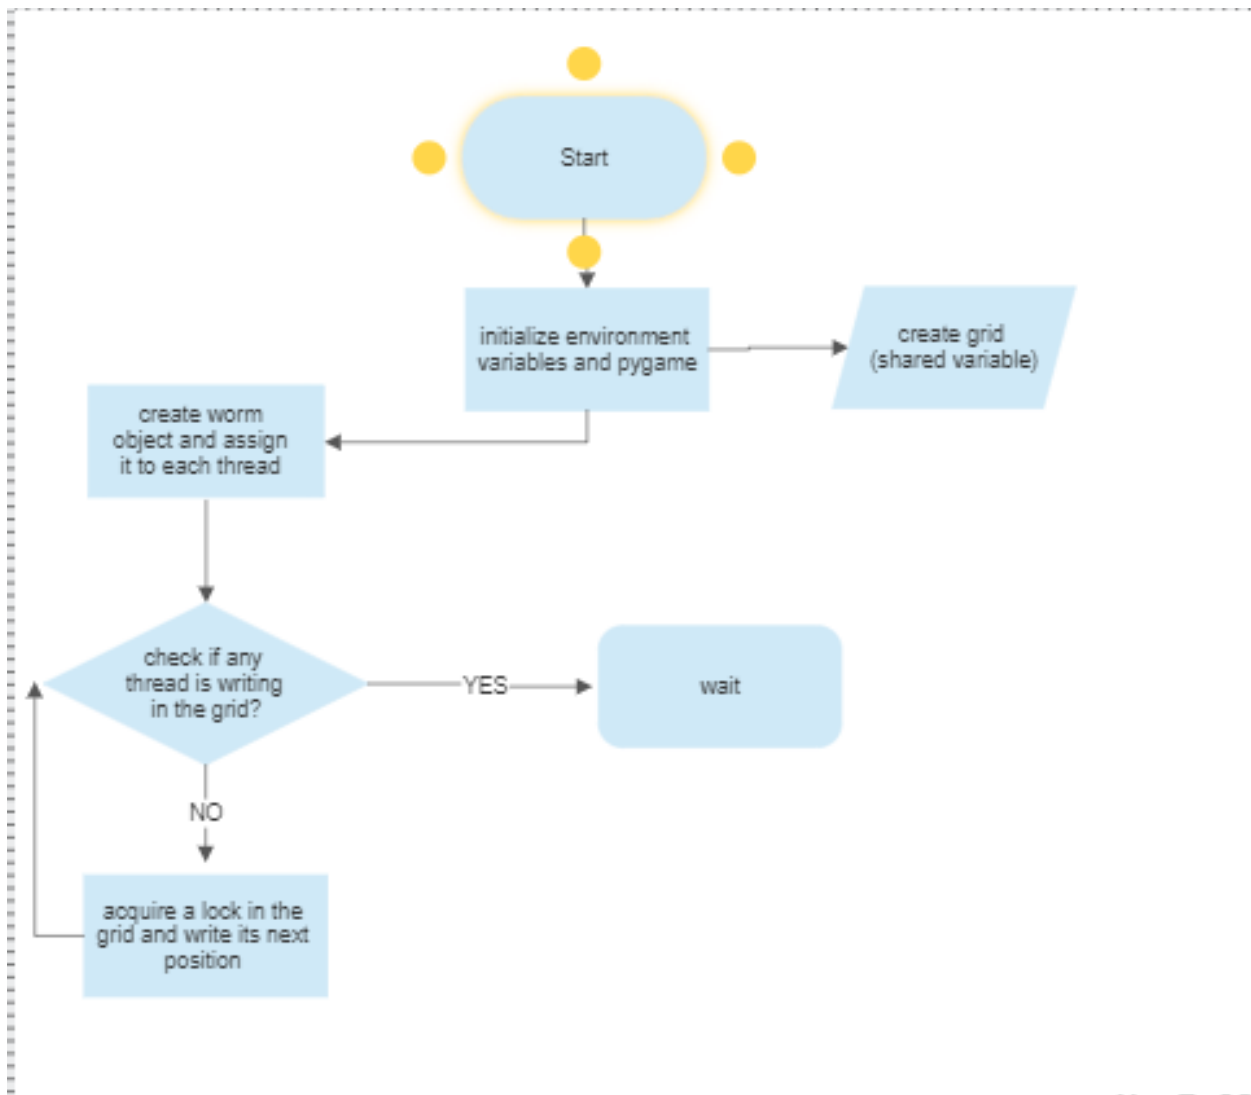 Start
initialize environment
variables and pygame
create grid
(shared variable)
create worm
object and assign
it to each thread
check if any
thread is writing
in the grid?
YES
wait
NO
acquire a lock in the
grid and write its next
position